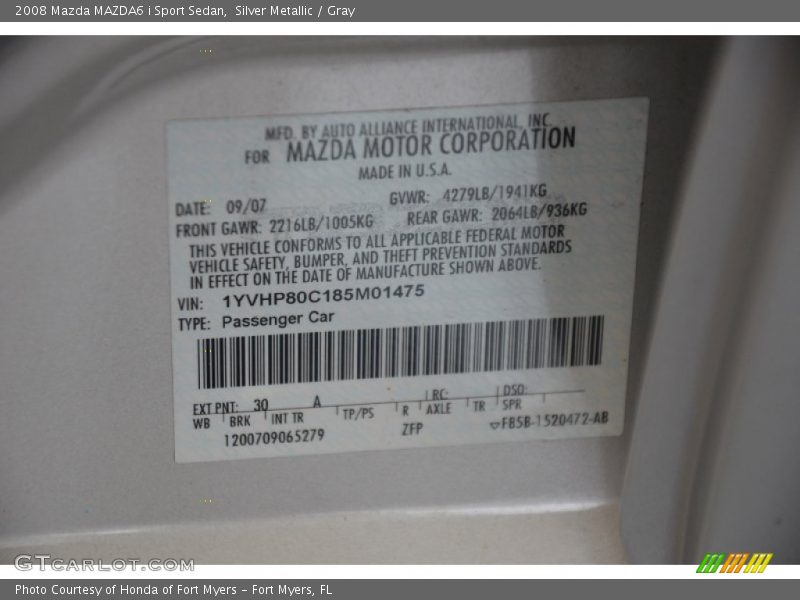 2008 Mazda MAZDA6 i Sport Sedan,  Silver Metallic / Gray
MFD. BY AUTO ALLIANCE INTERNATIONAL, INC.
FOR MAZDA MOTOR CORPORATION
MADE IN U.S.A.
DATE: 09/07 GVWR: 4279LB/1941KG
FRONT GAWR: 2216LB/1005KG REAR GAWR: 2064LB/936KG
THIS VEHICLE CONFORMS TO ALL APPLICABLE FEDERAL MOTOR
VEHICLE SAFETY, BUMPER, AND THEFT PREVENTION STANDARDS
IN EFFECT ON THE DATE OF MANUFACTURE SHOWN ABOVE.
VIN: 1YVHP80C185M01475
TYPE: Passenger Car
EXT PNT: 30 A RC: DSO:
WB BRK INT TR TP/PS R AXLE TR SPR
1200709065279 ZFP F85B-1520472-AB
GTCARLOT.COM
Photo Courtesy of Honda of Fort Myers – Fort Myers, FL